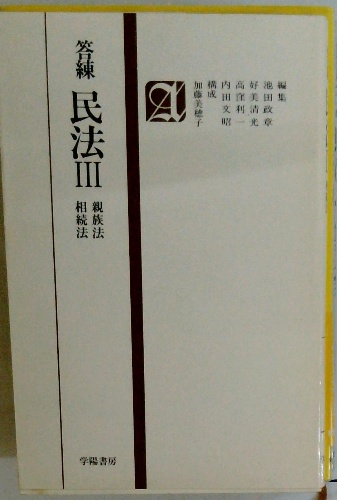 答練
民法III
親族法
相続法
A
編集
池田政章
好美清光
高窪利一
内田文昭
構成
加藤美穂子
学陽書房